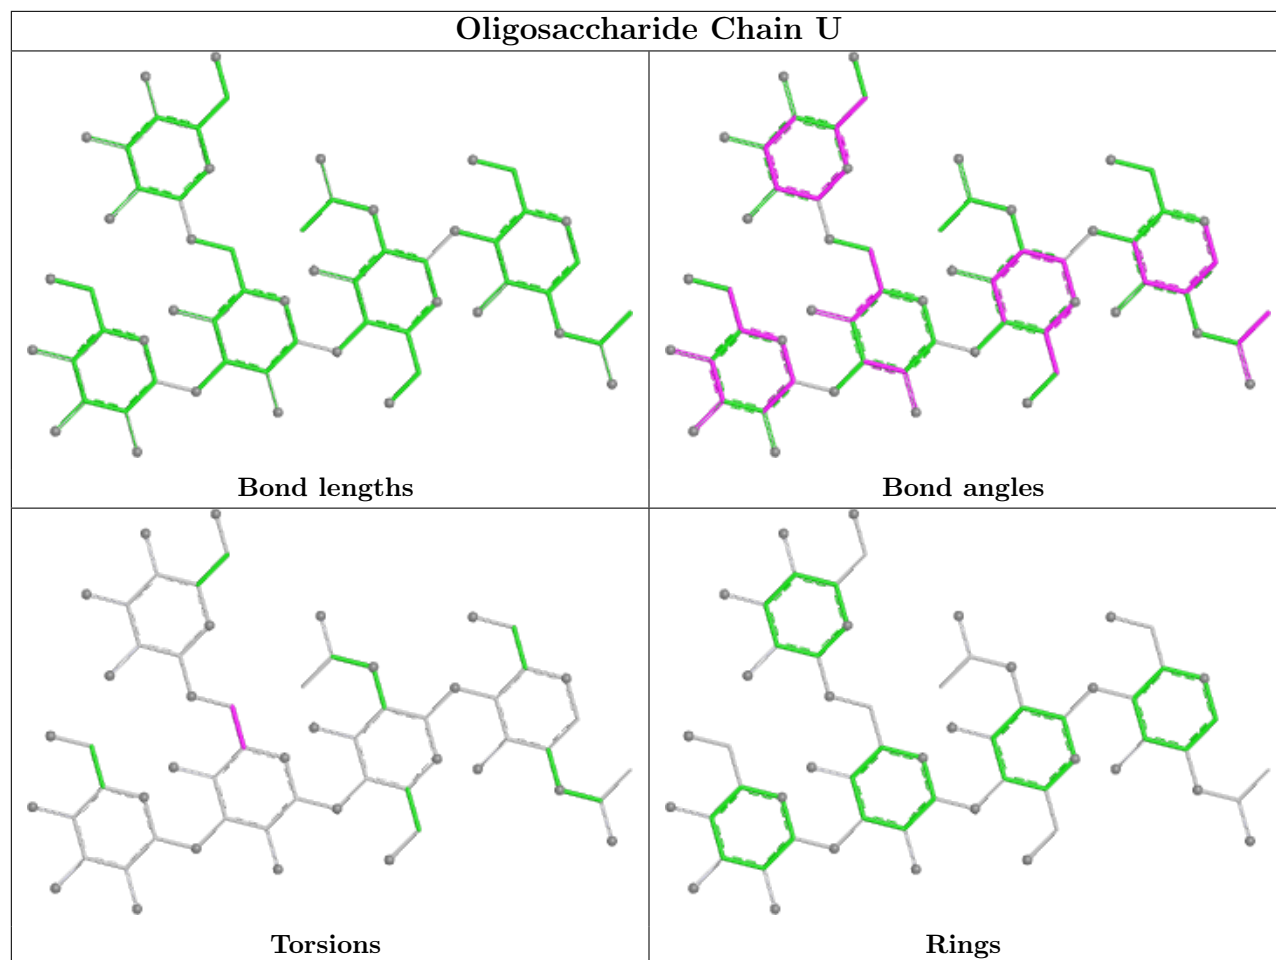 Oligosaccharide Chain U
Bond lengths
Bond angles
Torsions
Rings